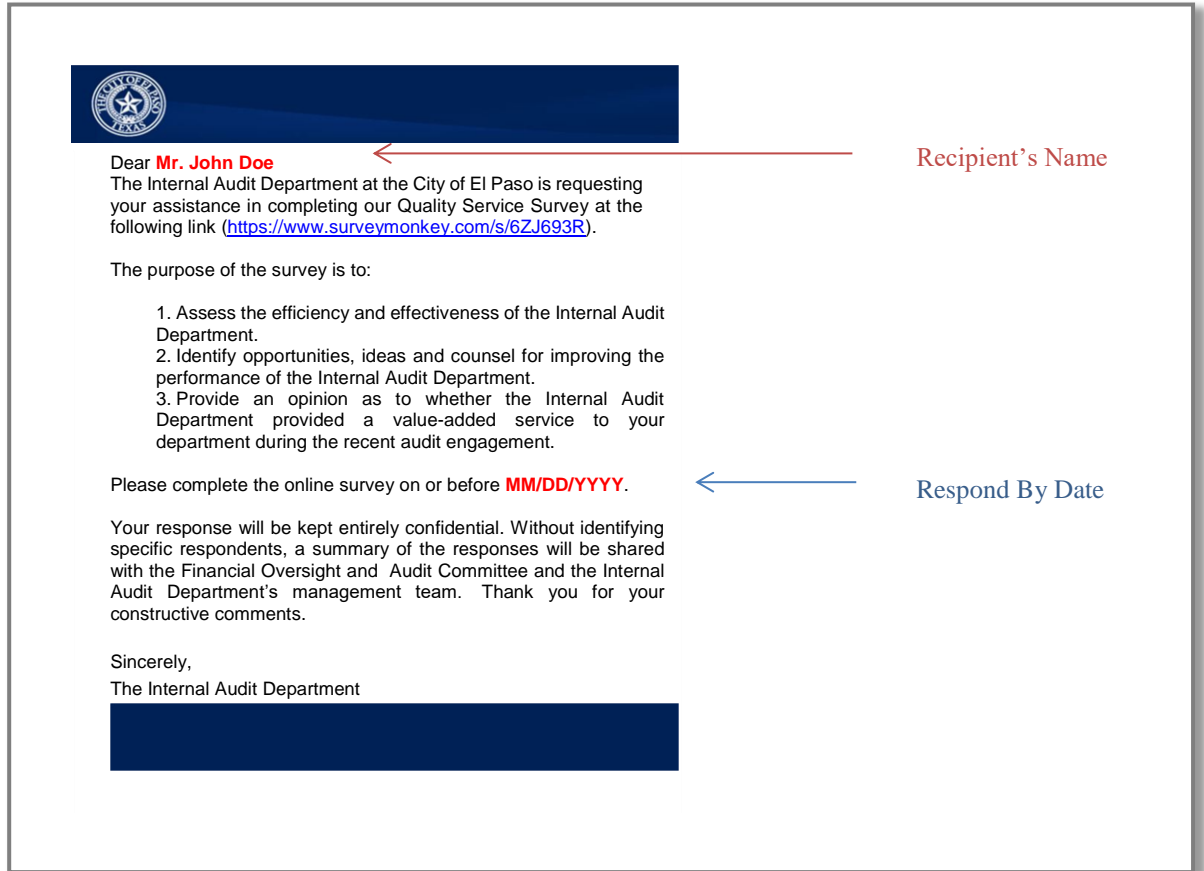 THE CITY OF EL PASO
TEXAS
Dear Mr. John Doe
Recipient’s Name
The Internal Audit Department at the City of El Paso is requesting
your assistance in completing our Quality Service Survey at the
following link (https://www.surveymonkey.com/s/6ZJ693R).
The purpose of the survey is to:
1. Assess the efficiency and effectiveness of the Internal Audit
Department.
2. Identify opportunities, ideas and counsel for improving the
performance of the Internal Audit Department.
3. Provide an opinion as to whether the Internal Audit
Department provided a value-added service to your
department during the recent audit engagement.
Please complete the online survey on or before MM/DD/YYYY.
Respond By Date
Your response will be kept entirely confidential. Without identifying
specific respondents, a summary of the responses will be shared
with the Financial Oversight and Audit Committee and the Internal
Audit Department’s management team. Thank you for your
constructive comments.
Sincerely,
The Internal Audit Department